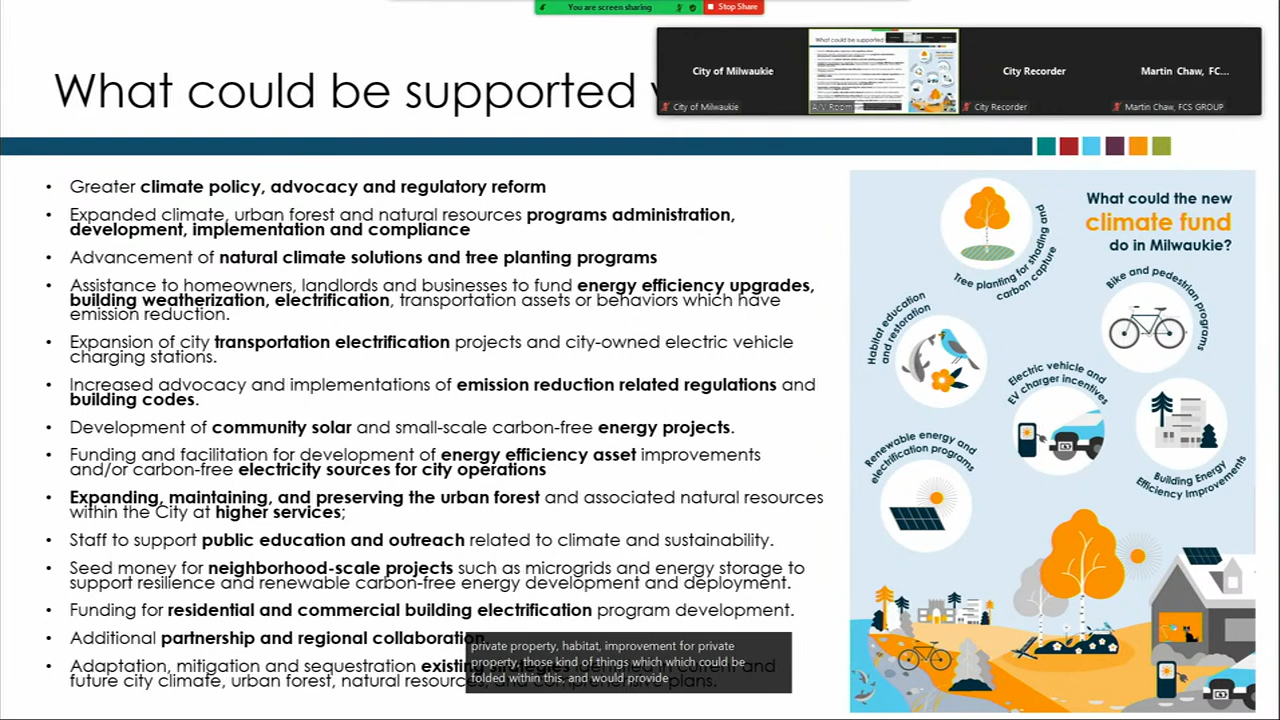 You are screen sharing
Stop Share
What could be supported
City of Milwaukie
City of Milwaukie
A/V Room
City Recorder
City Recorder
Martin Chaw, FC...
Martin Chaw, FCS GROUP
• Greater climate policy, advocacy and regulatory reform
• Expanded climate, urban forest and natural resources programs administration,
development, implementation and compliance
• Advancement of natural climate solutions and tree planting programs
• Assistance to homeowners, landlords and businesses to fund energy efficiency upgrades,
building weatherization, electrification, transportation assets or behaviors which have
emission reduction.
• Expansion of city transportation electrification projects and city-owned electric vehicle
charging stations.
• Increased advocacy and implementations of emission reduction related regulations and
building codes.
• Development of community solar and small-scale carbon-free energy projects.
• Funding and facilitation for development of energy efficiency asset improvements
and/or carbon-free electricity sources for city operations
• Expanding, maintaining, and preserving the urban forest and associated natural resources
within the City at higher services;
• Staff to support public education and outreach related to climate and sustainability.
• Seed money for neighborhood-scale projects such as microgrids and energy storage to
support resilience and renewable carbon-free energy development and deployment.
• Funding for residential and commercial building electrification program development.
• Additional partnership and regional collaboration
• Adaptation, mitigation and sequestration and
future city climate, urban forest, natural comprehensive plans.
private property, habitat, improvement for private
property, those kind of things which which could be
folded within this, and would provide
What could the new
climate fund
do in Milwaukie?
Tree planting for shading and
carbon capture
Bike and pedestrian
programs
Habitat education
and restoration
Electric vehicle and
EV charger incentives
Renewable energy and
electrification programs
Building Energy
Efficiency Improvements